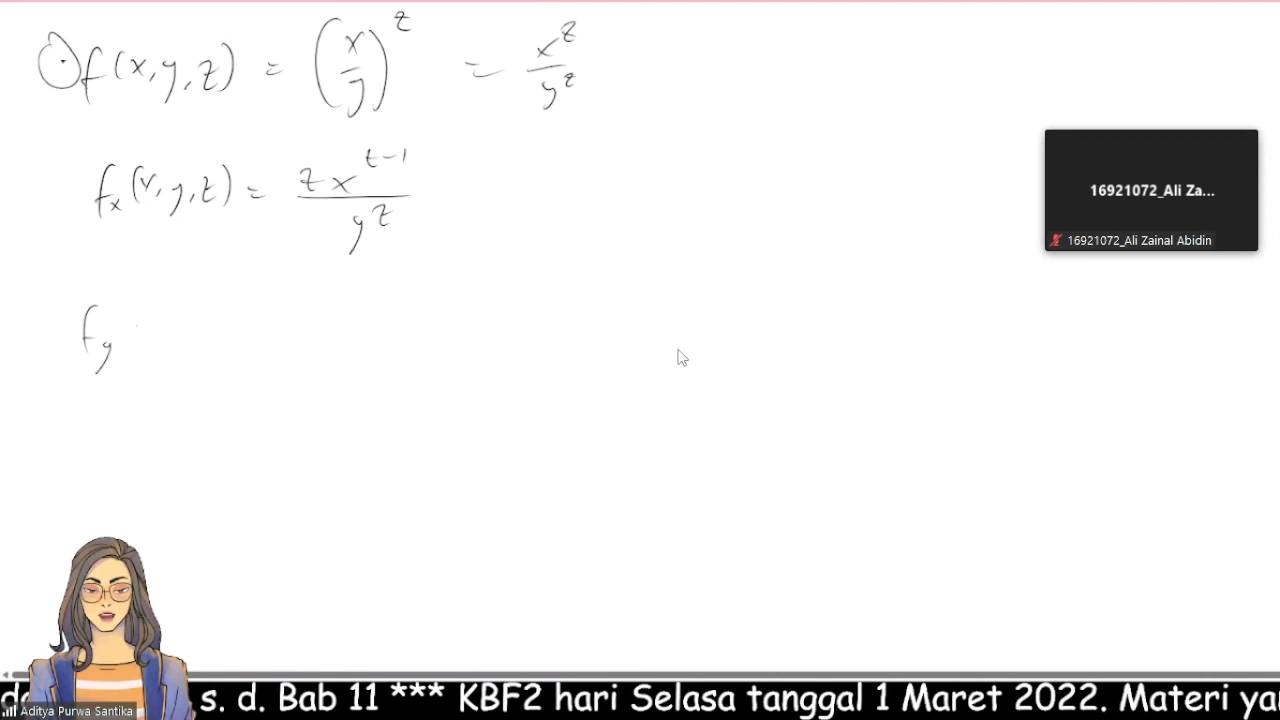 f(x,y,z) = (x/y)^z = x^z/y^z
f_x(x,y,z) = z x^{z-1}/y^z
f_y
16921072_Ali Za...
16921072_Ali Zainal Abidin
s. d. Bab 11 *** KBF2 hari Selasa tanggal 1 Maret 2022. Materi ya
Aditya Purwa Santika